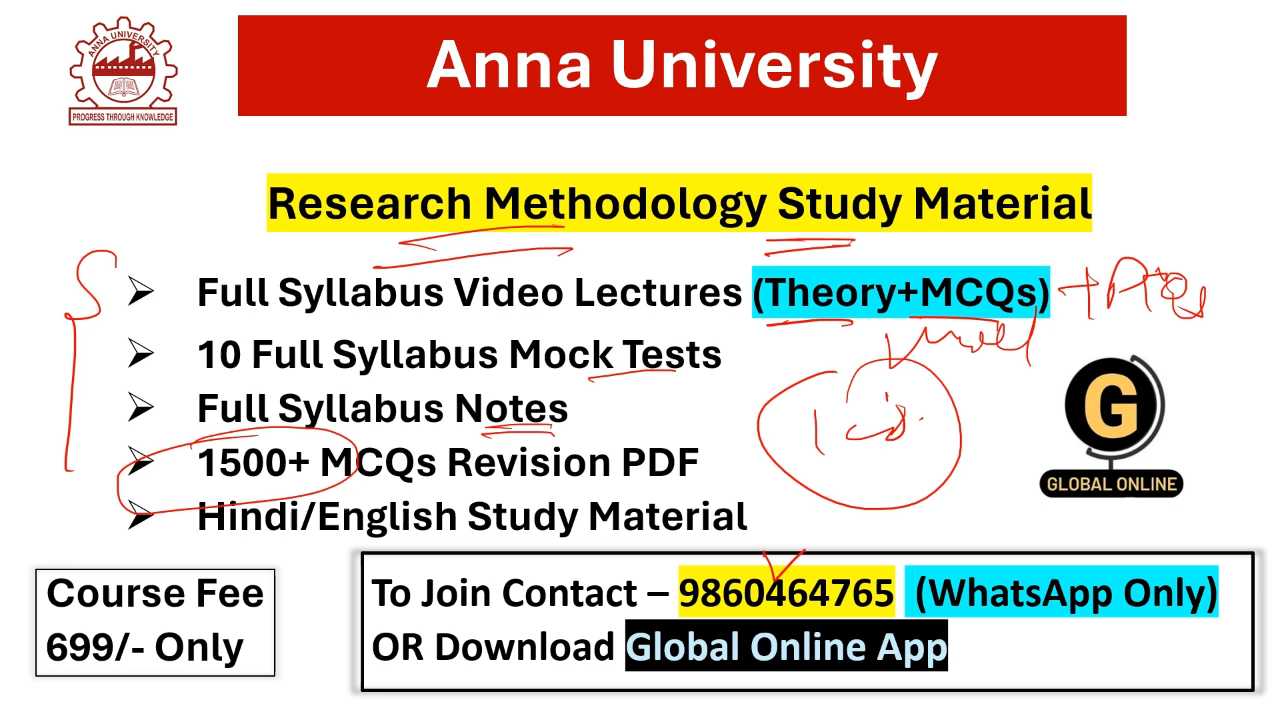 ANNA UNIVERSITY
PROGRESS THROUGH KNOWLEDGE
Anna University
Research Methodology Study Material
➢ Full Syllabus Video Lectures (Theory+MCQs) + PYQs
➢ 10 Full Syllabus Mock Tests
➢ Full Syllabus Notes
➢ 1500+ MCQs Revision PDF
➢ Hindi/English Study Material
G
GLOBAL ONLINE
Course Fee
699/- Only
To Join Contact – 9860464765 (WhatsApp Only)
OR Download Global Online App